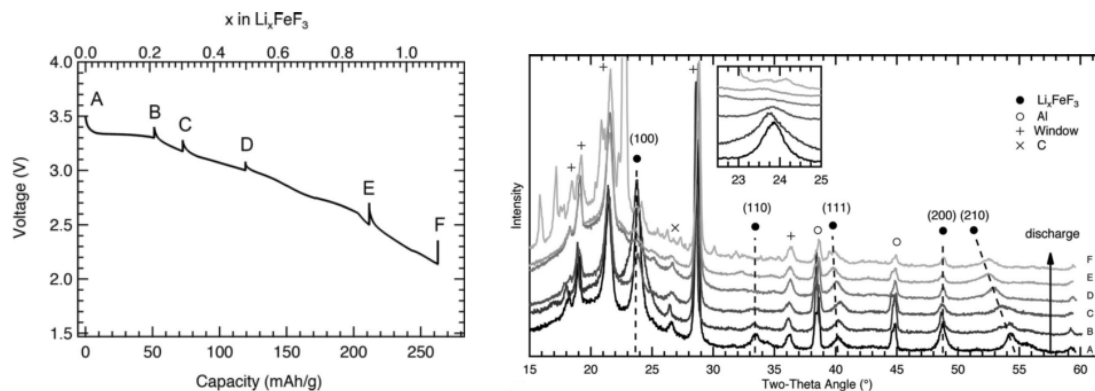 x in LiₓFeF₃
0.0 0.2 0.4 0.6 0.8 1.0
4.0
3.5
3.0
2.5
2.0
1.5
Voltage (V)
A
B
C
D
E
F
0 50 100 150 200 250
Capacity (mAh/g)
Intensity
+
+
+
(100)
×
+
23 24 25
● LiₓFeF₃
○ Al
+ Window
× C
(110)
+
○
(111)
○
(200)
(210)
discharge
F
E
D
C
B
A
15 20 25 30 35 40 45 50 55 60
Two-Theta Angle (°)